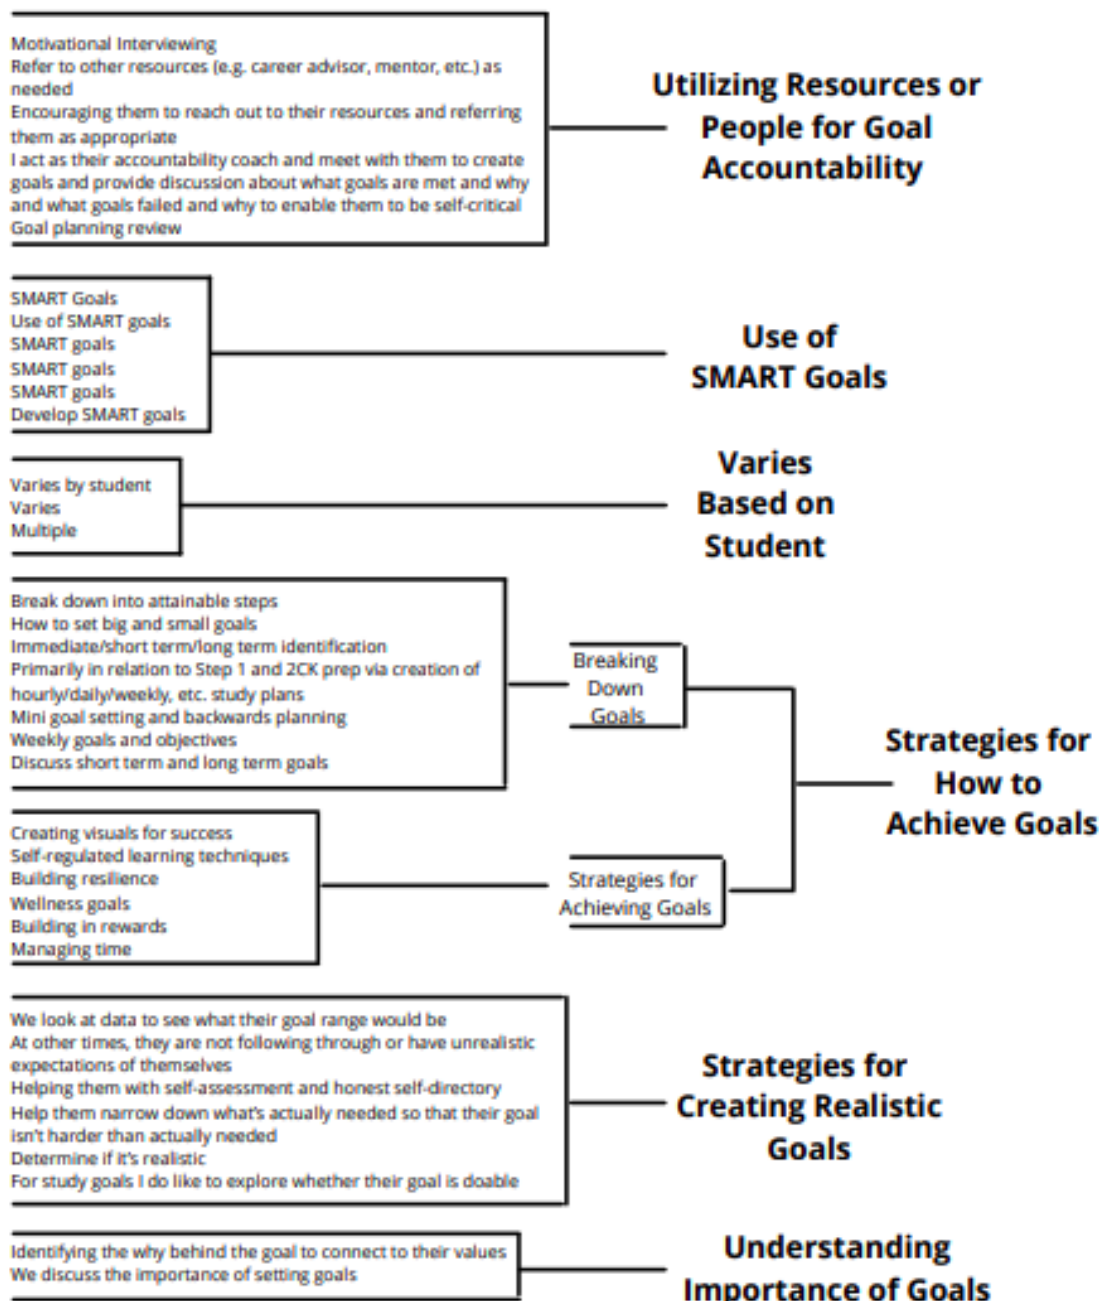 Motivational Interviewing
Refer to other resources (e.g. career advisor, mentor, etc.) as
needed
Encouraging them to reach out to their resources and referring
them as appropriate
I act as their accountability coach and meet with them to create
goals and provide discussion about what goals are met and why
and what goals failed and why to enable them to be self-critical
Goal planning review
Utilizing Resources or
People for Goal
Accountability
SMART Goals
Use of SMART goals
SMART goals
SMART goals
SMART goals
Develop SMART goals
Use of
SMART Goals
Varies by student
Varies
Multiple
Varies
Based on
Student
Break down into attainable steps
How to set big and small goals
Immediate/short term/long term identification
Primarily in relation to Step 1 and 2CK prep via creation of
hourly/daily/weekly, etc. study plans
Mini goal setting and backwards planning
Weekly goals and objectives
Discuss short term and long term goals
Breaking
Down
Goals
Creating visuals for success
Self-regulated learning techniques
Building resilience
Wellness goals
Building in rewards
Managing time
Strategies for
Achieving Goals
Strategies for
How to
Achieve Goals
We look at data to see what their goal range would be
At other times, they are not following through or have unrealistic
expectations of themselves
Helping them with self-assessment and honest self-directory
Help them narrow down what's actually needed so that their goal
isn't harder than actually needed
Determine if it's realistic
For study goals I do like to explore whether their goal is doable
Strategies for
Creating Realistic
Goals
Identifying the why behind the goal to connect to their values
We discuss the importance of setting goals
Understanding
Importance of Goals